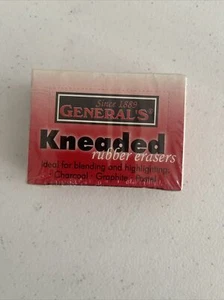 Since 1889
GENERAL'S®
Kneaded
rubber erasers
ideal for blending and highlighting
Charcoal · Graphite · Pastel